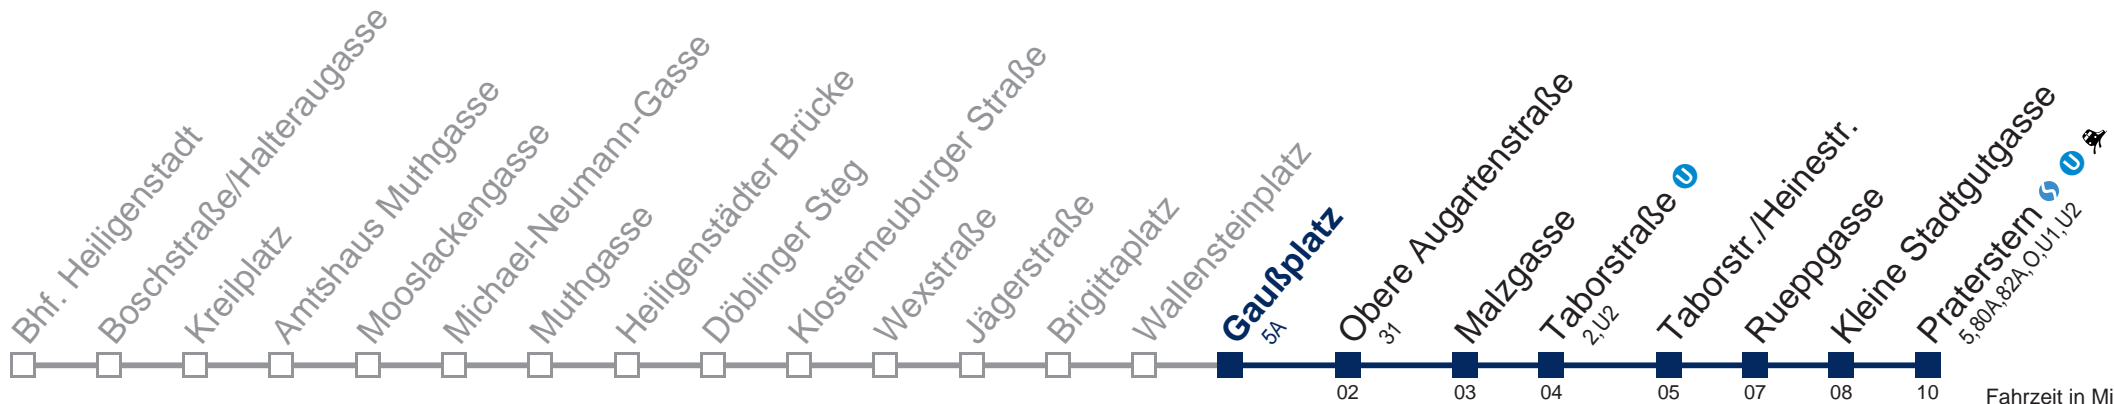 Bhf. Heiligenstadt
Boschstraße/Halteraugasse
Kreilplatz
Amtshaus Muthgasse
Mooslackengasse
Michael-Neumann-Gasse
Muthgasse
Heiligenstädter Brücke
Döblinger Steg
Klosterneuburger Straße
Wexstraße
Jägerstraße
Brigittaplatz
Wallensteinplatz
Gaußplatz
5A
Obere Augartenstraße
31
Malzgasse
Taborstraße U
2,U2
Taborstr./Heinestr.
Rueppgasse
Kleine Stadtgutgasse
Praterstern S U
5,80A,82A,O,U1,U2
02 03 04 05 07 08 10 Fahrzeit in Mi